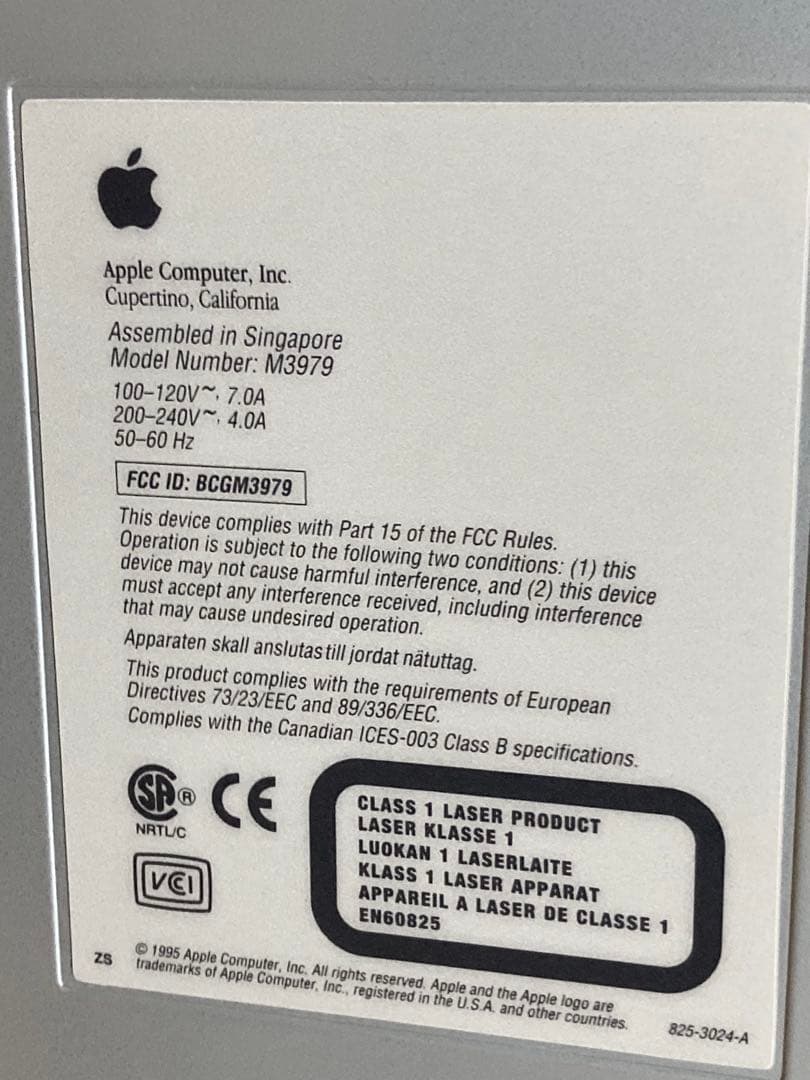 Apple Computer, Inc.
Cupertino, California
Assembled in Singapore
Model Number: M3979
100–120V~, 7.0A
200–240V~, 4.0A
50–60 Hz
FCC ID: BCGM3979
This device complies with Part 15 of the FCC Rules.
Operation is subject to the following two conditions: (1) this
device may not cause harmful interference, and (2) this device
must accept any interference received, including interference
that may cause undesired operation.
Apparaten skall anslutas till jordat nätuttag.
This product complies with the requirements of European
Directives 73/23/EEC and 89/336/EEC.
Complies with the Canadian ICES-003 Class B specifications.
SA ®
NRTL/C
CE
VCI
CLASS 1 LASER PRODUCT
LASER KLASSE 1
LUOKAN 1 LASERLAITE
KLASS 1 LASER APPARAT
APPAREIL A LASER DE CLASSE 1
EN60825
ZS
© 1995 Apple Computer, Inc. All rights reserved. Apple and the Apple logo are
trademarks of Apple Computer, Inc., registered in the U.S.A. and other countries.
825-3024-A